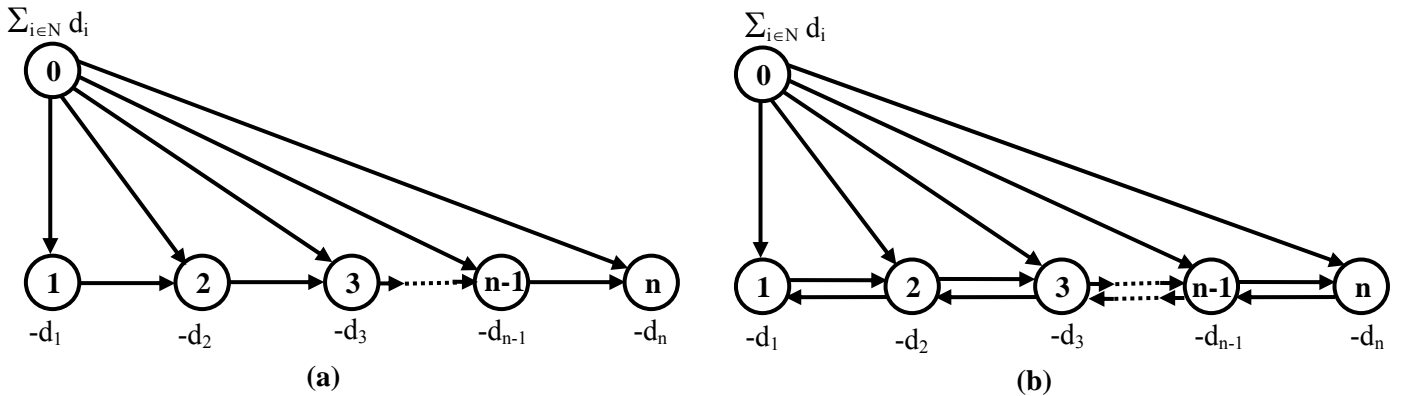 ∑i∈N di
0
1 2 3 n-1 n
-d1 -d2 -d3 -dn-1 -dn
(a)
∑i∈N di
0
1 2 3 n-1 n
-d1 -d2 -d3 -dn-1 -dn
(b)